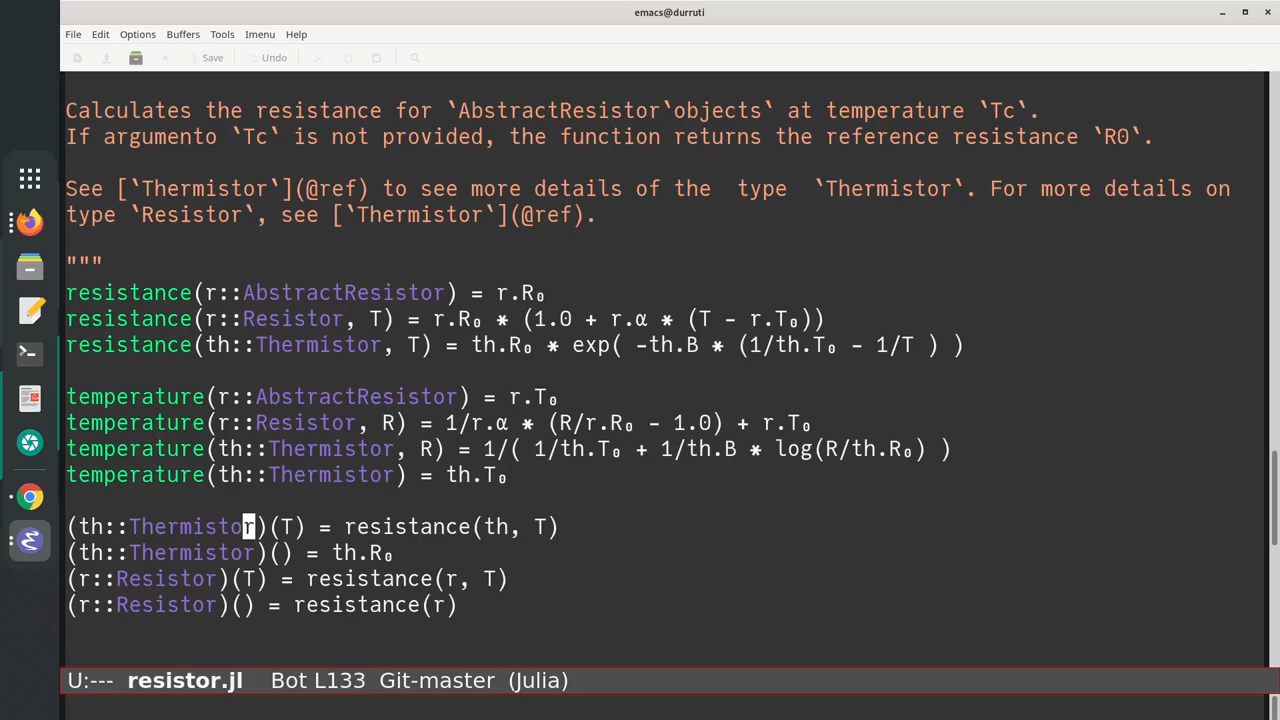 emacs@durruti
File Edit Options Buffers Tools Imenu Help
Save Undo
Calculates the resistance for `AbstractResistor`objects` at temperature `Tc`.
If argumento `Tc` is not provided, the function returns the reference resistance `R0`.
See [`Thermistor`](@ref) to see more details of the  type  `Thermistor`. For more details on
type `Resistor`, see [`Thermistor`](@ref).
"""
resistance(r::AbstractResistor) = r.R₀
resistance(r::Resistor, T) = r.R₀ * (1.0 + r.α * (T - r.T₀))
resistance(th::Thermistor, T) = th.R₀ * exp( -th.B * (1/th.T₀ - 1/T ) )
temperature(r::AbstractResistor) = r.T₀
temperature(r::Resistor, R) = 1/r.α * (R/r.R₀ - 1.0) + r.T₀
temperature(th::Thermistor, R) = 1/( 1/th.T₀ + 1/th.B * log(R/th.R₀) )
temperature(th::Thermistor) = th.T₀
(th::Thermistor)(T) = resistance(th, T)
(th::Thermistor)() = th.R₀
(r::Resistor)(T) = resistance(r, T)
(r::Resistor)() = resistance(r)
U:--- resistor.jl Bot L133 Git-master (Julia)